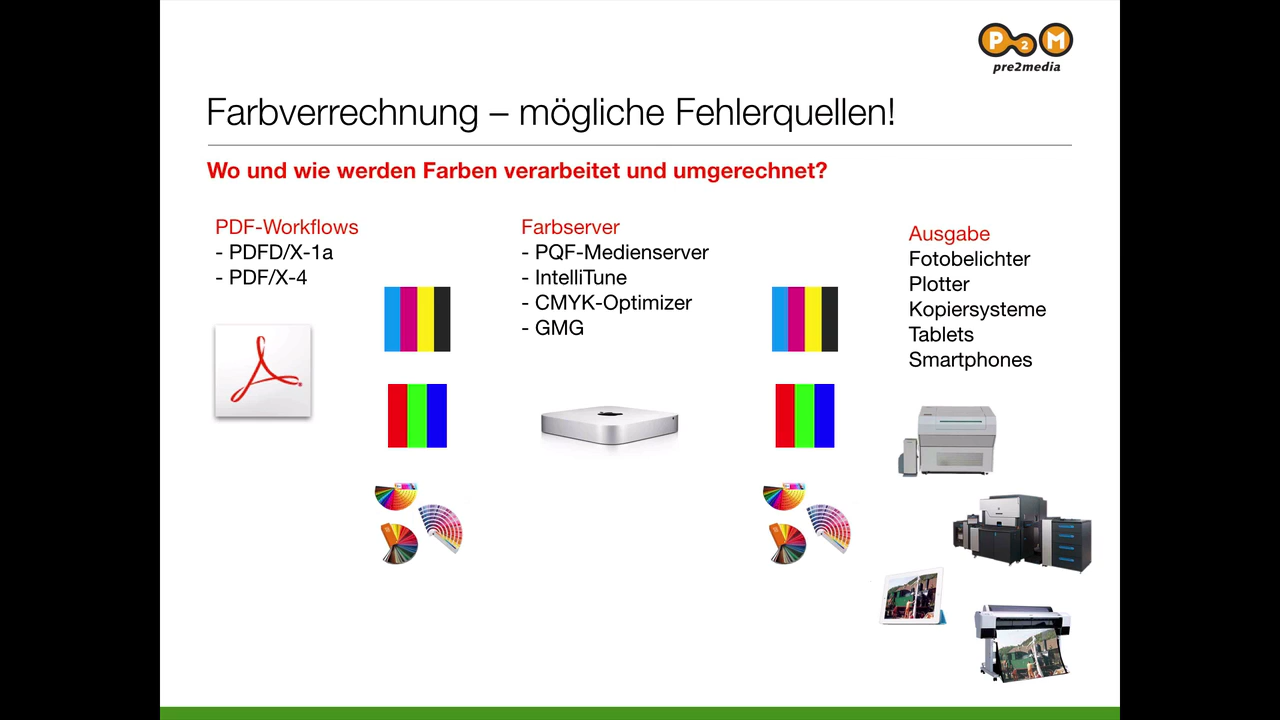 P2M
pre2media
Farbverrechnung – mögliche Fehlerquellen!
Wo und wie werden Farben verarbeitet und umgerechnet?
PDF-Workflows
- PDFD/X-1a
- PDF/X-4
Farbserver
- PQF-Medienserver
- IntelliTune
- CMYK-Optimizer
- GMG
Ausgabe
Fotobelichter
Plotter
Kopiersysteme
Tablets
Smartphones